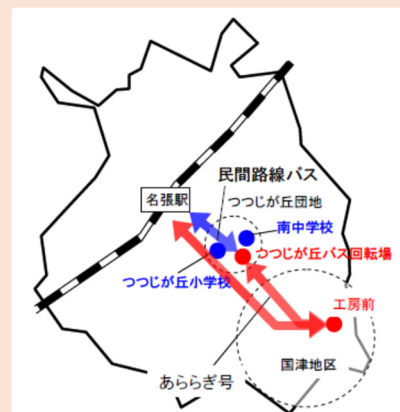 民間路線バス
名張駅
つつじが丘団地
南中学校
つつじが丘バス回転場
つつじが丘小学校
工房前
国津地区
あららぎ号